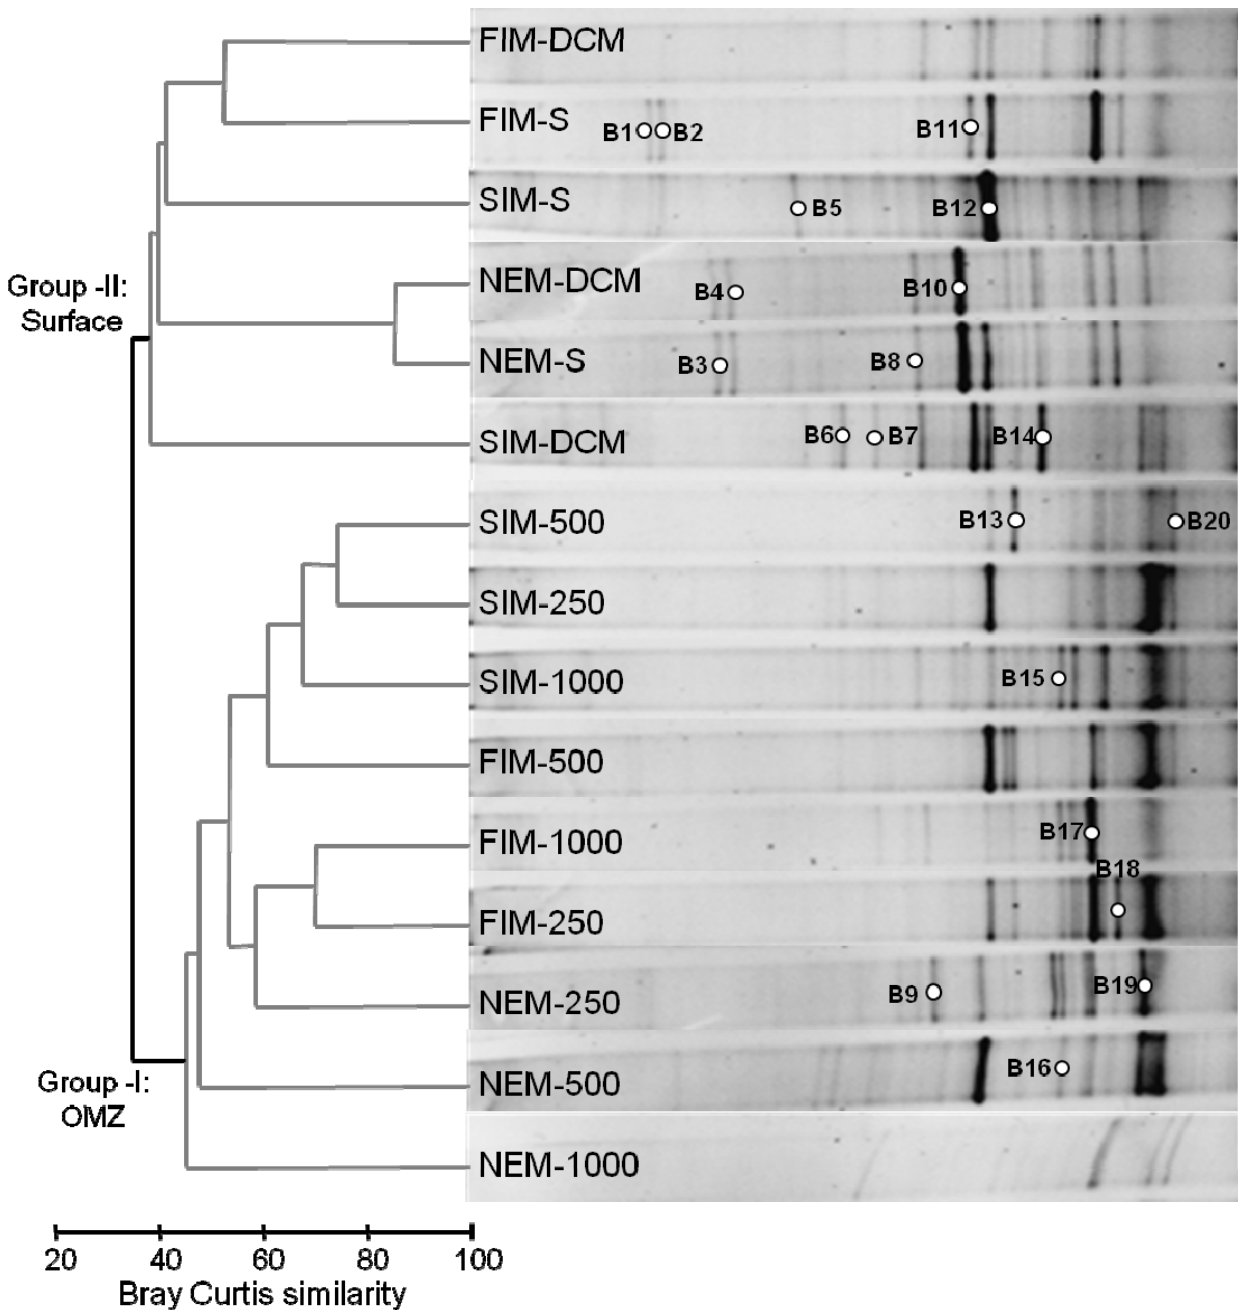 FIM-DCM
FIM-S
B1 B2 B11
SIM-S
B5 B12
NEM-DCM
B4 B10
Group -II:
Surface
NEM-S
B3 B8
SIM-DCM
B6 B7 B14
SIM-500
B13 B20
SIM-250
SIM-1000
B15
FIM-500
FIM-1000
B17
B18
FIM-250
NEM-250
B9 B19
NEM-500
B16
Group -I:
OMZ
NEM-1000
20 40 60 80 100
Bray Curtis similarity